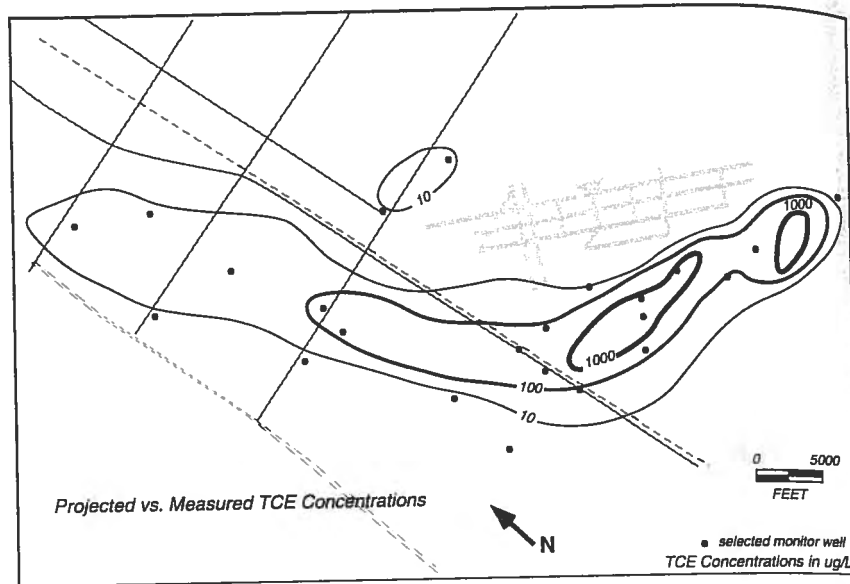 10
1000
1000
100
10
0 5000
FEET
Projected vs. Measured TCE Concentrations
N
selected monitor well
TCE Concentrations in ug/L